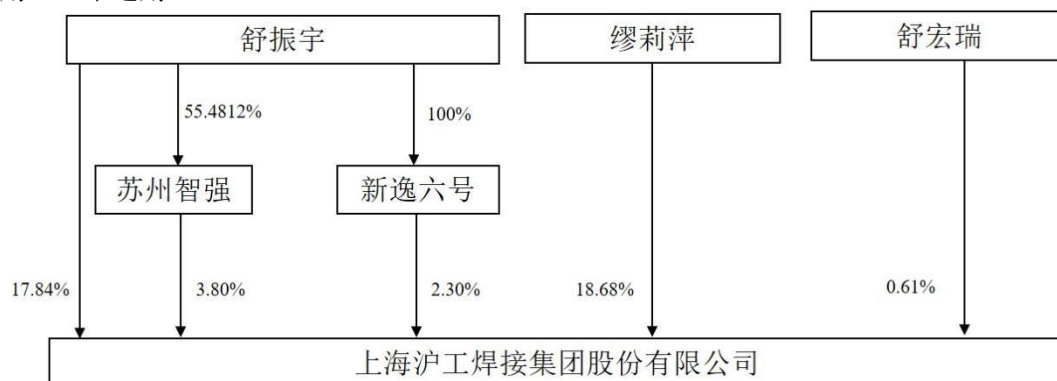 舒振宇
缪莉萍
舒宏瑞
55.4812%
100%
苏州智强
新逸六号
17.84%
3.80%
2.30%
18.68%
0.61%
上海沪工焊接集团股份有限公司